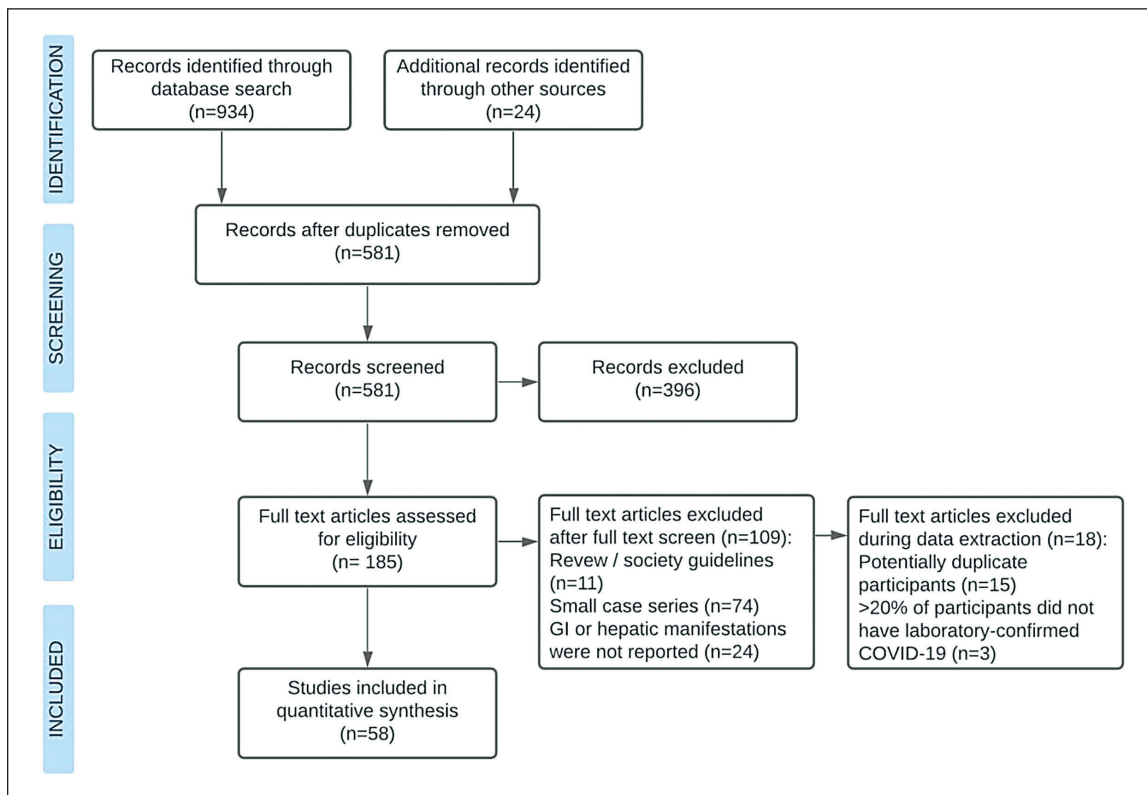 IDENTIFICATION
Records identified through
database search
(n=934)
Additional records identified
through other sources
(n=24)
SCREENING
Records after duplicates removed
(n=581)
Records screened
(n=581)
Records excluded
(n=396)
ELIGIBILITY
Full text articles assessed
for eligibility
(n= 185)
Full text articles excluded
after full text screen (n=109):
Revew / society guidelines
(n=11)
Small case series (n=74)
GI or hepatic manifestations
were not reported (n=24)
Full text articles excluded
during data extraction (n=18):
Potentially duplicate
participants (n=15)
>20% of participants did not
have laboratory-confirmed
COVID-19 (n=3)
INCLUDED
Studies included in
quantitative synthesis
(n=58)